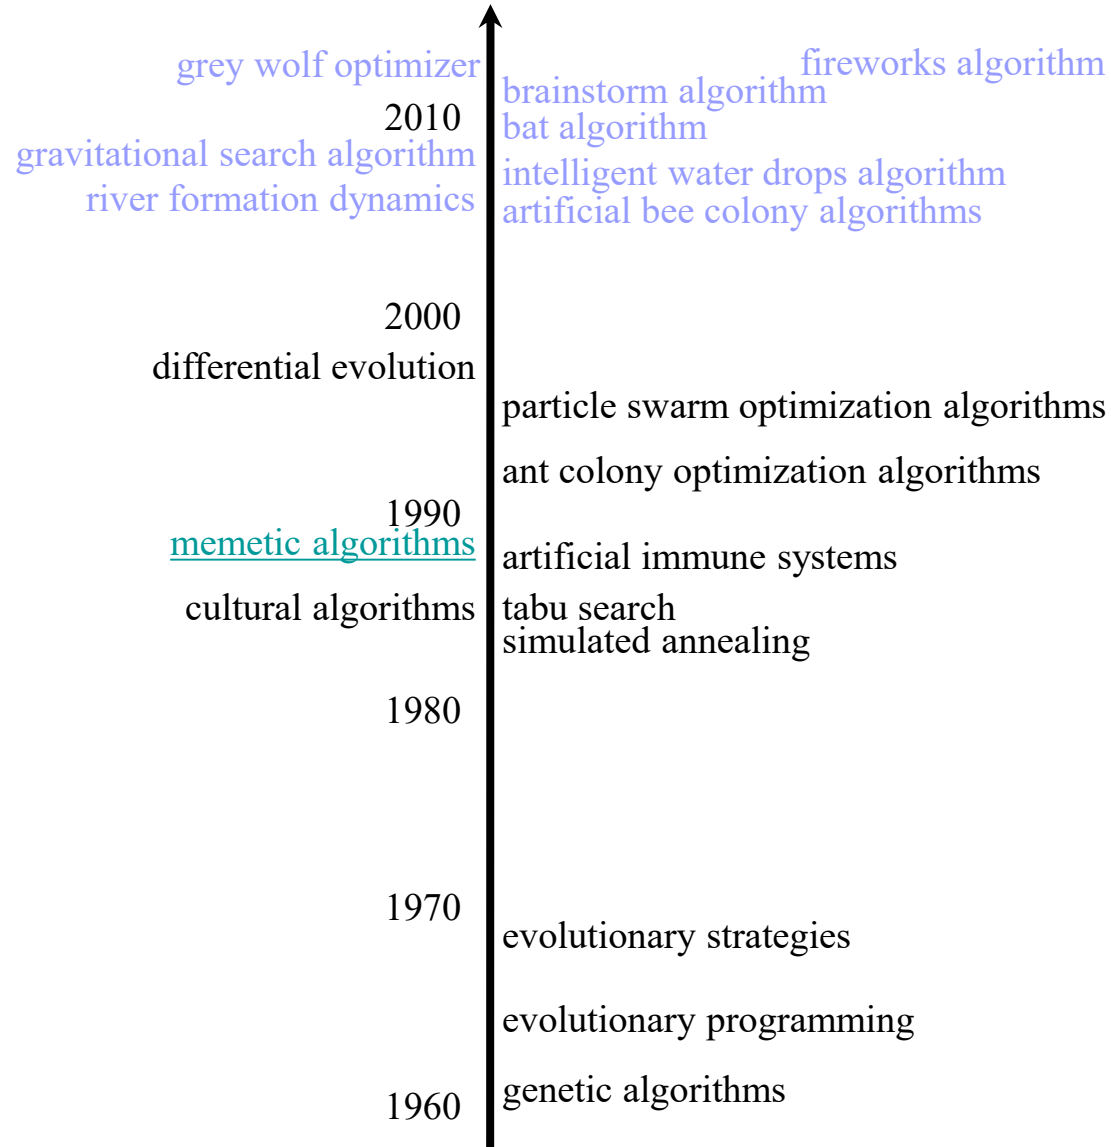 grey wolf optimizer
fireworks algorithm
brainstorm algorithm
2010
bat algorithm
gravitational search algorithm
intelligent water drops algorithm
river formation dynamics
artificial bee colony algorithms
2000
differential evolution
particle swarm optimization algorithms
ant colony optimization algorithms
1990
memetic algorithms
artificial immune systems
cultural algorithms
tabu search
simulated annealing
1980
1970
evolutionary strategies
evolutionary programming
genetic algorithms
1960